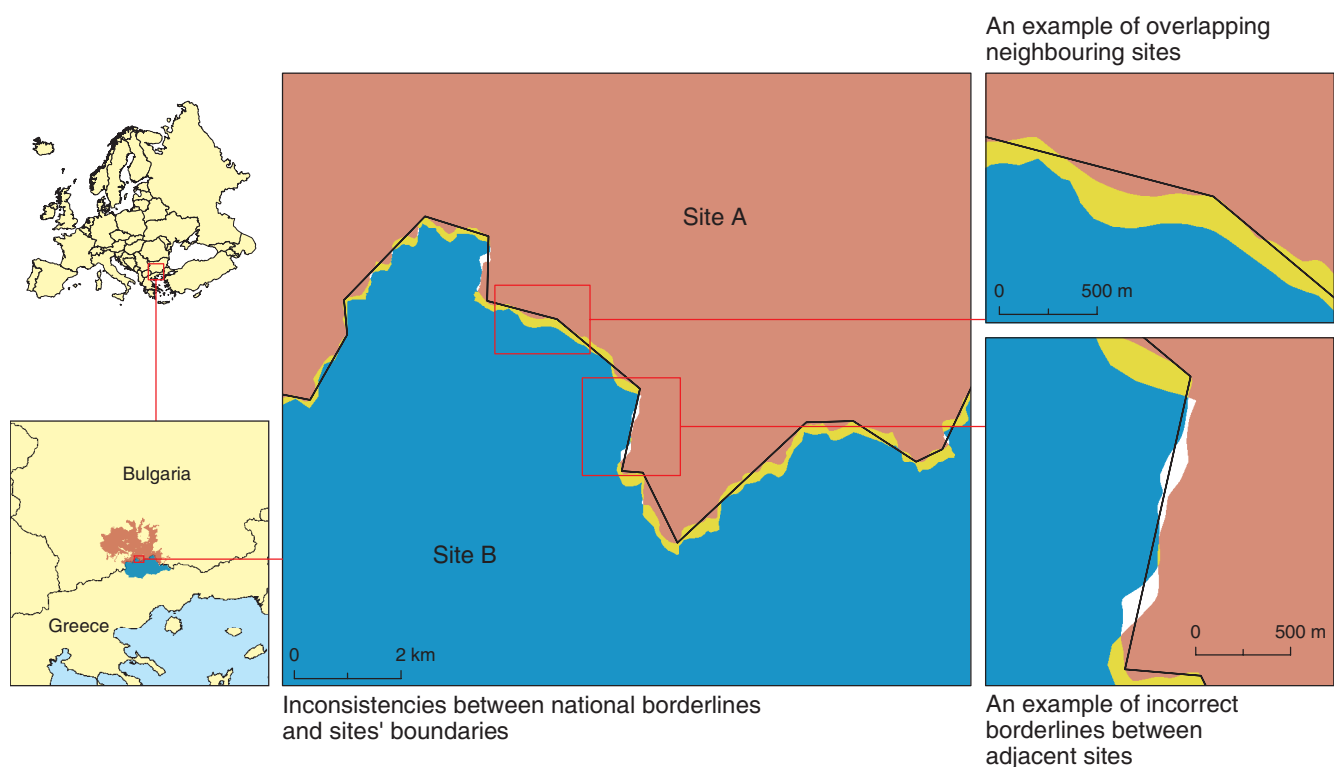 An example of overlapping
neighbouring sites
Site A
Site B
0 2 km
0 500 m
0 500 m
Bulgaria
Greece
Inconsistencies between national borderlines
and sites' boundaries
An example of incorrect
borderlines between
adjacent sites